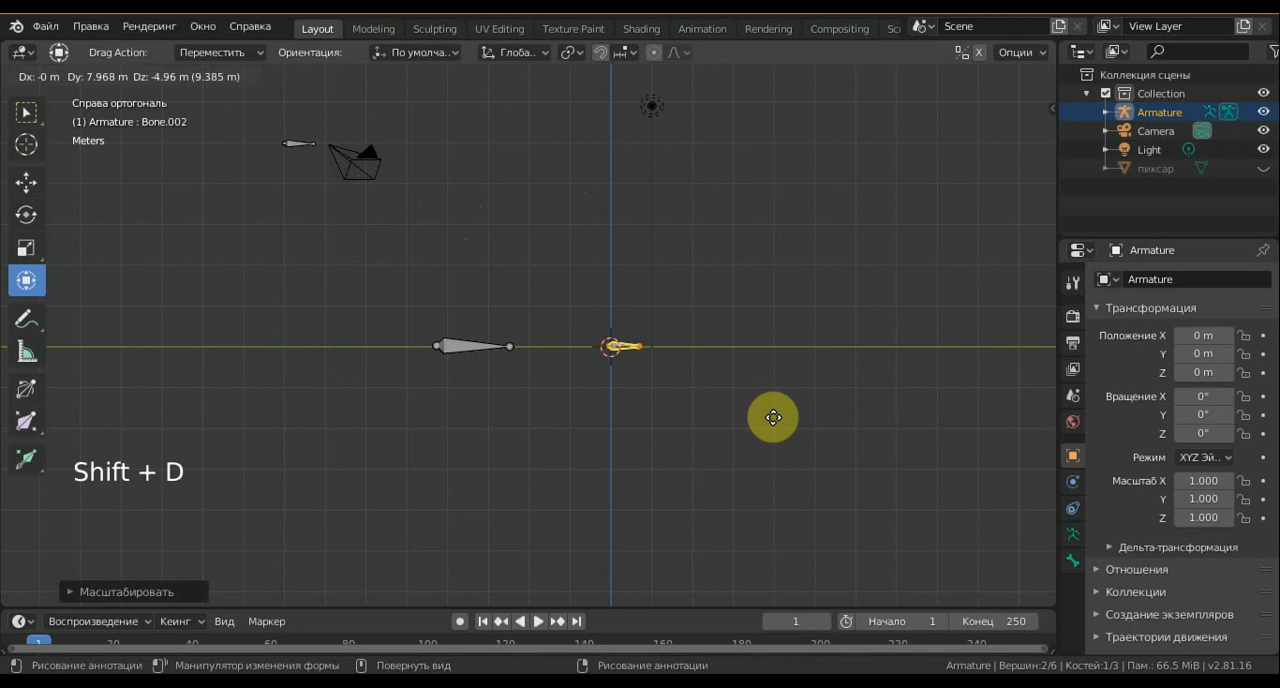 Файл Правка Рендеринг Окно Справка Layout Modeling Sculpting UV Editing Texture Paint Shading Animation Rendering Compositing Scene View Layer
Drag Action: Переместить Ориентация: По умолча.. Глоба.. X Опции
Dx: -0 m Dy: 7.968 m Dz: -4.96 m (9.385 m)
Справа ортогональ
(1) Armature : Bone.002
Meters
Shift + D
Масштабировать
Коллекция сцены
Collection
Armature
Camera
Light
пиксар
Armature
Armature
Трансформация
Положение X 0 m
Y 0 m
Z 0 m
Вращение X 0°
Y 0°
Z 0°
Режим XYZ Эй..
Масштаб X 1.000
Y 1.000
Z 1.000
Дельта-трансформация
Отношения
Коллекции
Создание экземпляров
Траектории движения
Воспроизведение Кеинг Вид Маркер 1 Начало 1 Конец 250
1 20 40 60 80 100 120 140 160 180 200 220 240
Рисование аннотации Манипулятор изменения формы Повернуть вид Рисование аннотации Armature | Вершин:2/6 | Костей:1/3 | Пам.: 66.5 MiB | v2.81.16